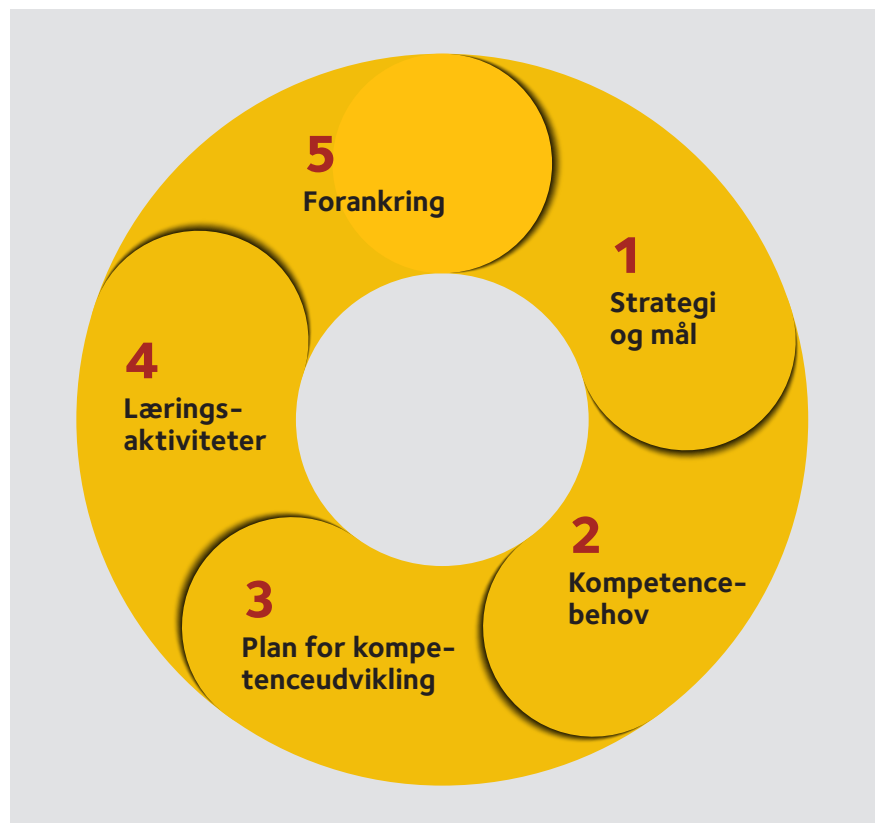 1
Strategi
og mål
2
Kompetence-
behov
3
Plan for kompe-
tenceudvikling
4
Lærings-
aktiviteter
5
Forankring